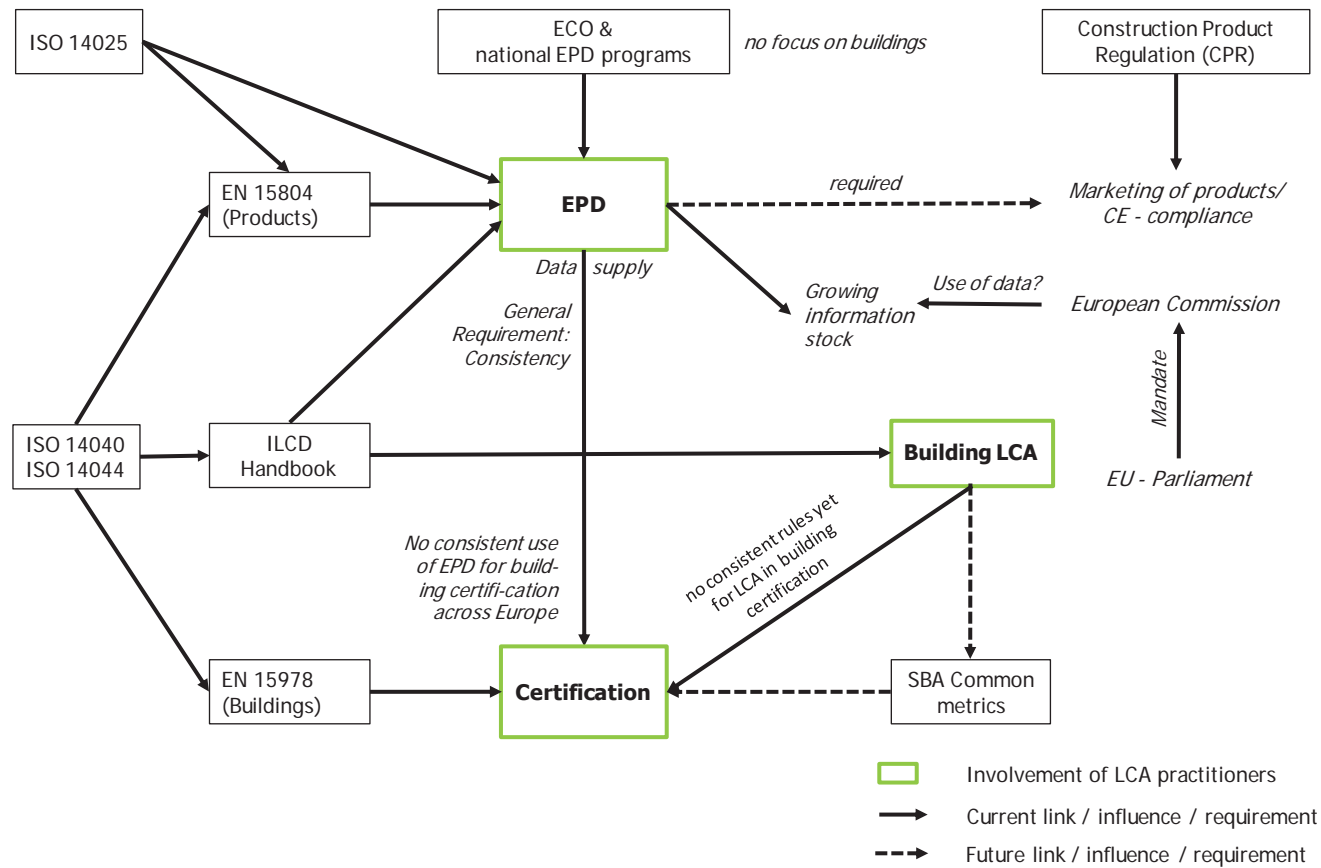 ISO 14025
ECO &
national EPD programs
no focus on buildings
Construction Product
Regulation (CPR)
EN 15804
(Products)
EPD
required
Marketing of products/
CE - compliance
Data supply
General
Requirement:
Consistency
Growing
information
stock
Use of data?
European Commission
Mandate
EU - Parliament
ISO 14040
ISO 14044
ILCD
Handbook
Building LCA
No consistent use
of EPD for build-
ing certifi-cation
across Europe
no consistent rules yet
for LCA in building
certification
EN 15978
(Buildings)
Certification
SBA Common
metrics
Involvement of LCA practitioners
Current link / influence / requirement
Future link / influence / requirement